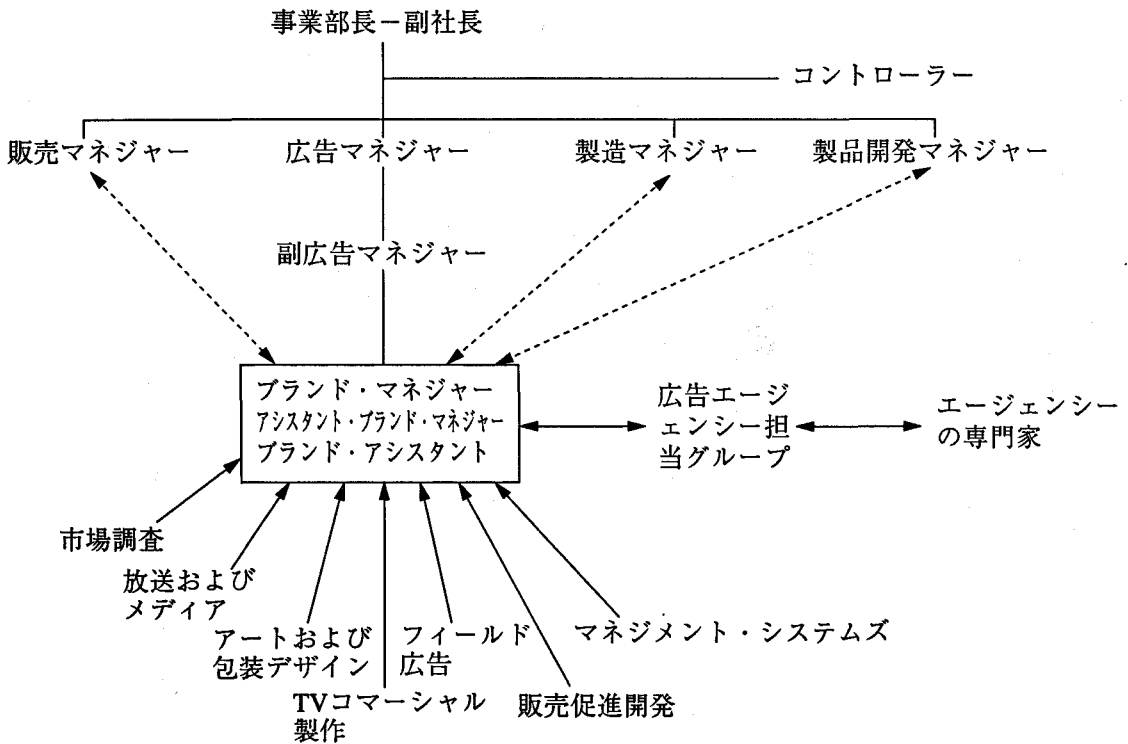 事業部長－副社長
コントローラー
販売マネジャー
広告マネジャー
製造マネジャー
製品開発マネジャー
副広告マネジャー
ブランド・マネジャー
アシスタント・ブランド・マネジャー
ブランド・アシスタント
広告エージ
ェンシー担
当グループ
エージェンシー
の専門家
市場調査
放送および
メディア
アートおよび
包装デザイン
TVコマーシャル
製作
フィールド
広告
販売促進開発
マネジメント・システムズ